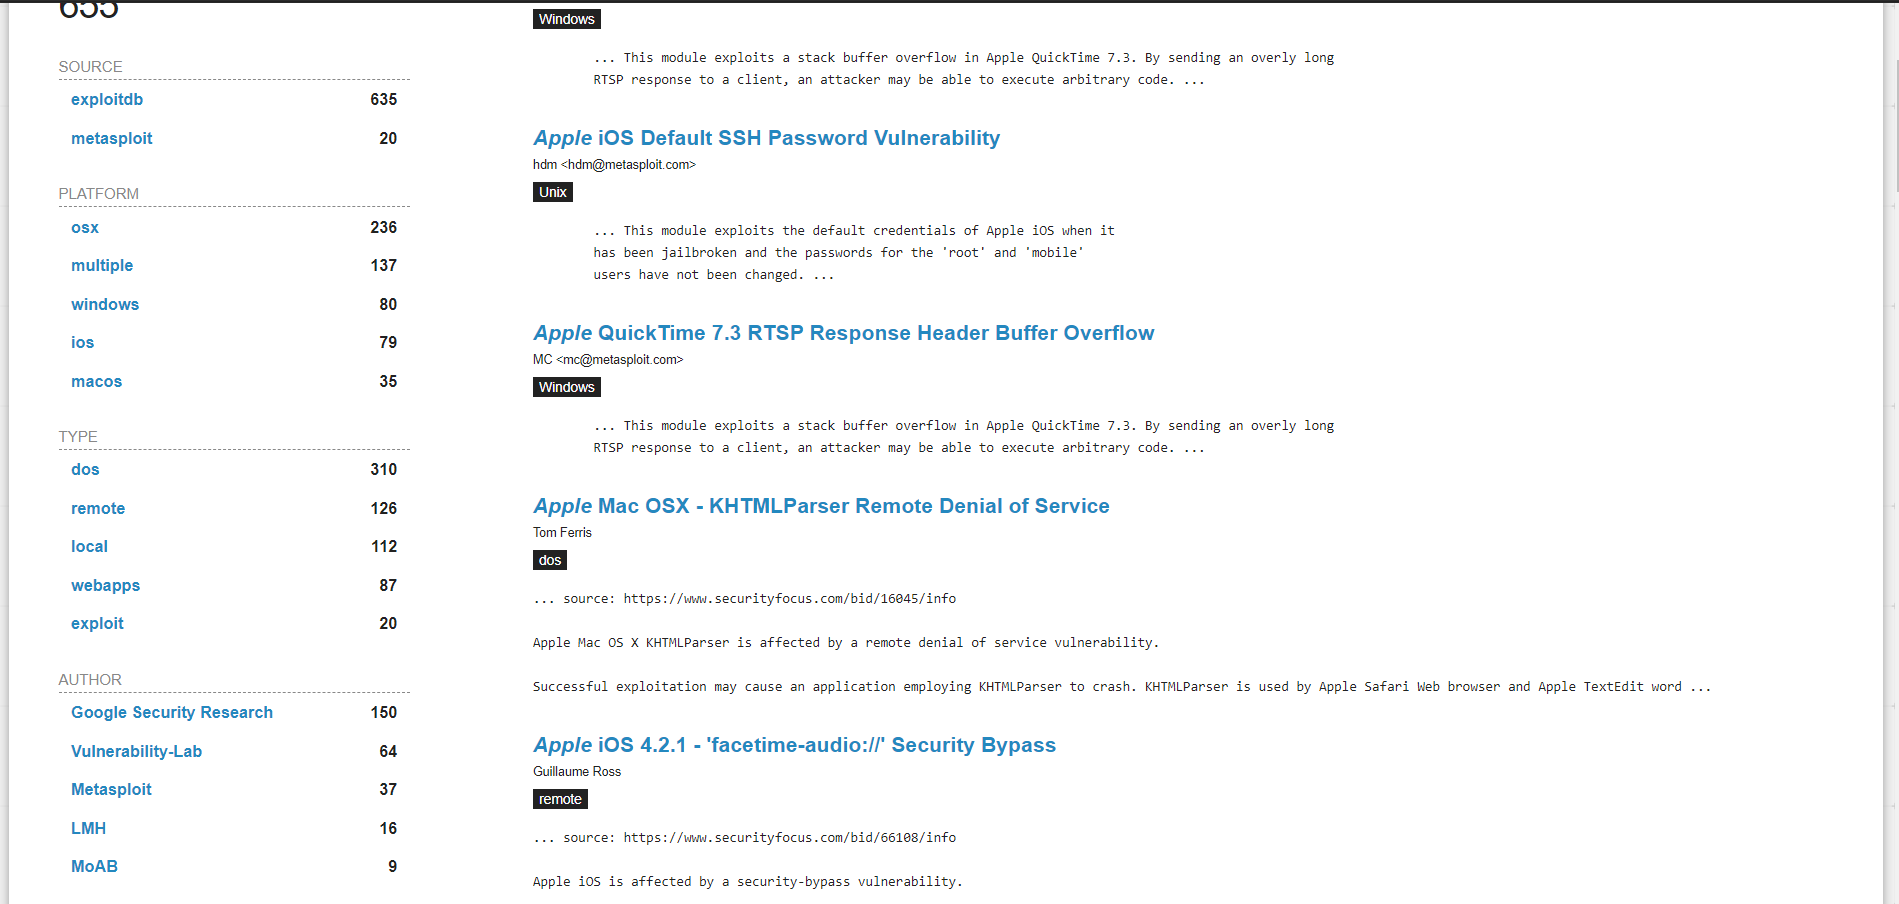 655
SOURCE
exploitdb 635
metasploit 20
PLATFORM
osx 236
multiple 137
windows 80
ios 79
macos 35
TYPE
dos 310
remote 126
local 112
webapps 87
exploit 20
AUTHOR
Google Security Research 150
Vulnerability-Lab 64
Metasploit 37
LMH 16
MoAB 9
Windows
... This module exploits a stack buffer overflow in Apple QuickTime 7.3. By sending an overly long
RTSP response to a client, an attacker may be able to execute arbitrary code. ...
Apple iOS Default SSH Password Vulnerability
hdm <hdm@metasploit.com>
Unix
... This module exploits the default credentials of Apple iOS when it
has been jailbroken and the passwords for the 'root' and 'mobile'
users have not been changed. ...
Apple QuickTime 7.3 RTSP Response Header Buffer Overflow
MC <mc@metasploit.com>
Windows
... This module exploits a stack buffer overflow in Apple QuickTime 7.3. By sending an overly long
RTSP response to a client, an attacker may be able to execute arbitrary code. ...
Apple Mac OSX - KHTMLParser Remote Denial of Service
Tom Ferris
dos
... source: https://www.securityfocus.com/bid/16045/info
Apple Mac OS X KHTMLParser is affected by a remote denial of service vulnerability.
Successful exploitation may cause an application employing KHTMLParser to crash. KHTMLParser is used by Apple Safari Web browser and Apple TextEdit word ...
Apple iOS 4.2.1 - 'facetime-audio://' Security Bypass
Guillaume Ross
remote
... source: https://www.securityfocus.com/bid/66108/info
Apple iOS is affected by a security-bypass vulnerability.